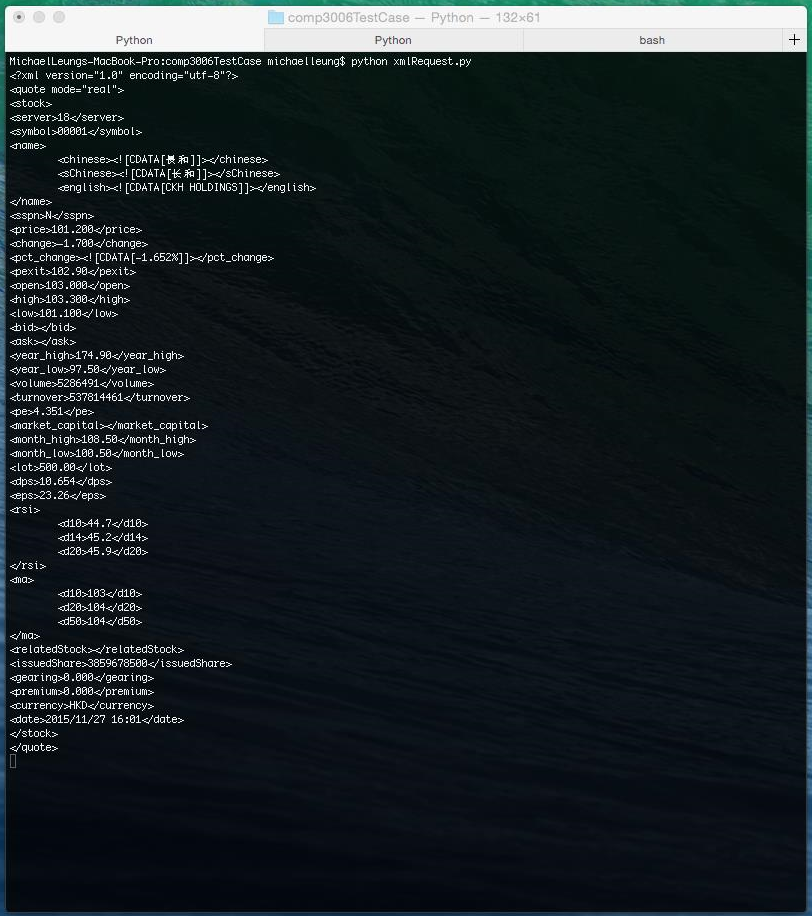 comp3006TestCase — Python — 132×61
Python Python bash +
MichaelLeungs-MacBook-Pro:comp3006TestCase michaelleung$ python xmlRequest.py
<?xml version="1.0" encoding="utf-8"?>
<quote mode="real">
<stock>
<server>18</server>
<symbol>00001</symbol>
<name>
        <chinese><![CDATA[長和]]></chinese>
        <sChinese><![CDATA[长和]]></sChinese>
        <english><![CDATA[CKH HOLDINGS]]></english>
</name>
<sspn>N</sspn>
<price>101.200</price>
<change>-1.700</change>
<pct_change><![CDATA[-1.652%]]></pct_change>
<pexit>102.90</pexit>
<open>103.000</open>
<high>103.300</high>
<low>101.100</low>
<bid></bid>
<ask></ask>
<year_high>174.90</year_high>
<year_low>97.50</year_low>
<volume>5286491</volume>
<turnover>537814461</turnover>
<pe>4.351</pe>
<market_capital></market_capital>
<month_high>108.50</month_high>
<month_low>100.50</month_low>
<lot>500.00</lot>
<dps>10.654</dps>
<eps>23.26</eps>
<rsi>
        <d10>44.7</d10>
        <d14>45.2</d14>
        <d20>45.9</d20>
</rsi>
<ma>
        <d10>103</d10>
        <d20>104</d20>
        <d50>104</d50>
</ma>
<relatedStock></relatedStock>
<issuedShare>3859678500</issuedShare>
<gearing>0.000</gearing>
<premium>0.000</premium>
<currency>HKD</currency>
<date>2015/11/27 16:01</date>
</stock>
</quote>